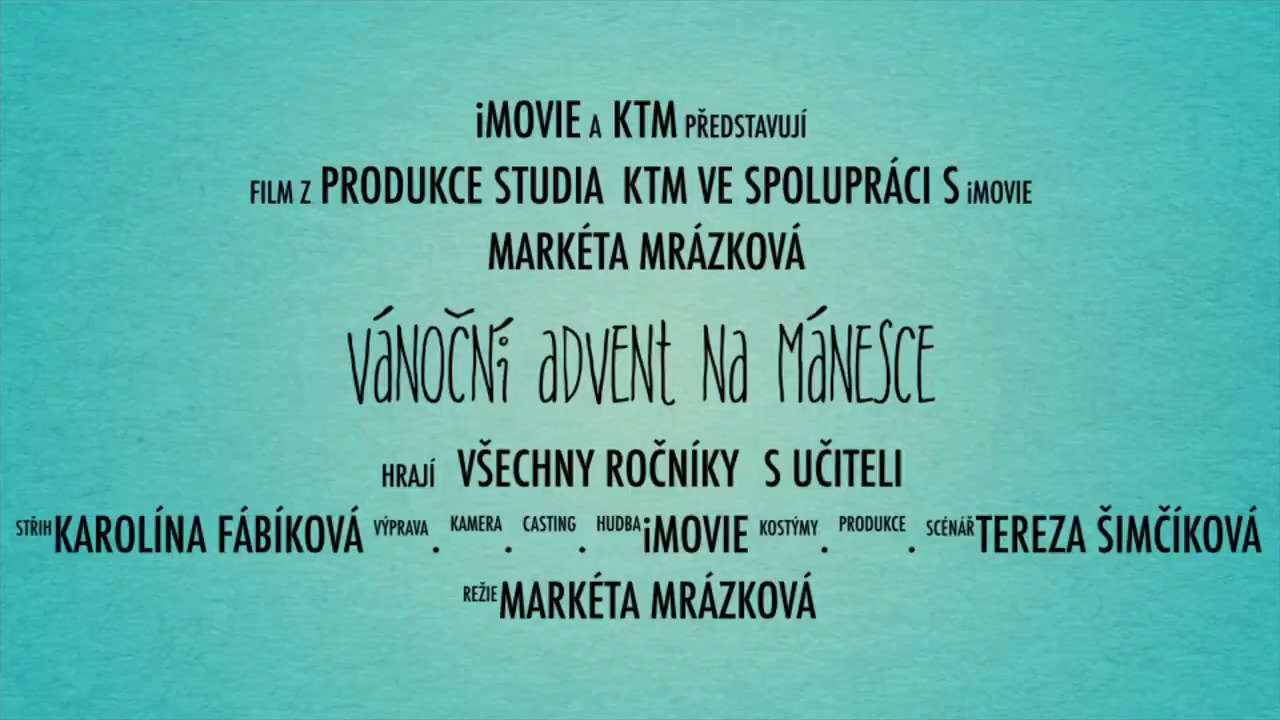 iMOVIE A KTM PŘEDSTAVUJÍ
FILM Z PRODUKCE STUDIA KTM VE SPOLUPRÁCI S iMOVIE
MARKÉTA MRÁZKOVÁ
VÁNOČNÍ ADVENT NA MÁNESCE
HRAJÍ VŠECHNY ROČNÍKY S UČITELI
STŘIH KAROLÍNA FÁBÍKOVÁ VÝPRAVA . KAMERA . CASTING . HUDBA iMOVIE KOSTÝMY . PRODUKCE . SCENÁŘ TEREZA ŠIMČÍKOVÁ
REŽIE MARKÉTA MRÁZKOVÁ